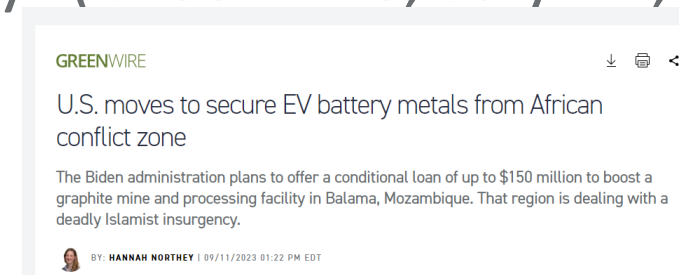 GREENWIRE
U.S. moves to secure EV battery metals from African
conflict zone
The Biden administration plans to offer a conditional loan of up to $150 million to boost a
graphite mine and processing facility in Balama, Mozambique. That region is dealing with a
deadly Islamist insurgency.
BY: HANNAH NORTHEY | 09/11/2023 01:22 PM EDT